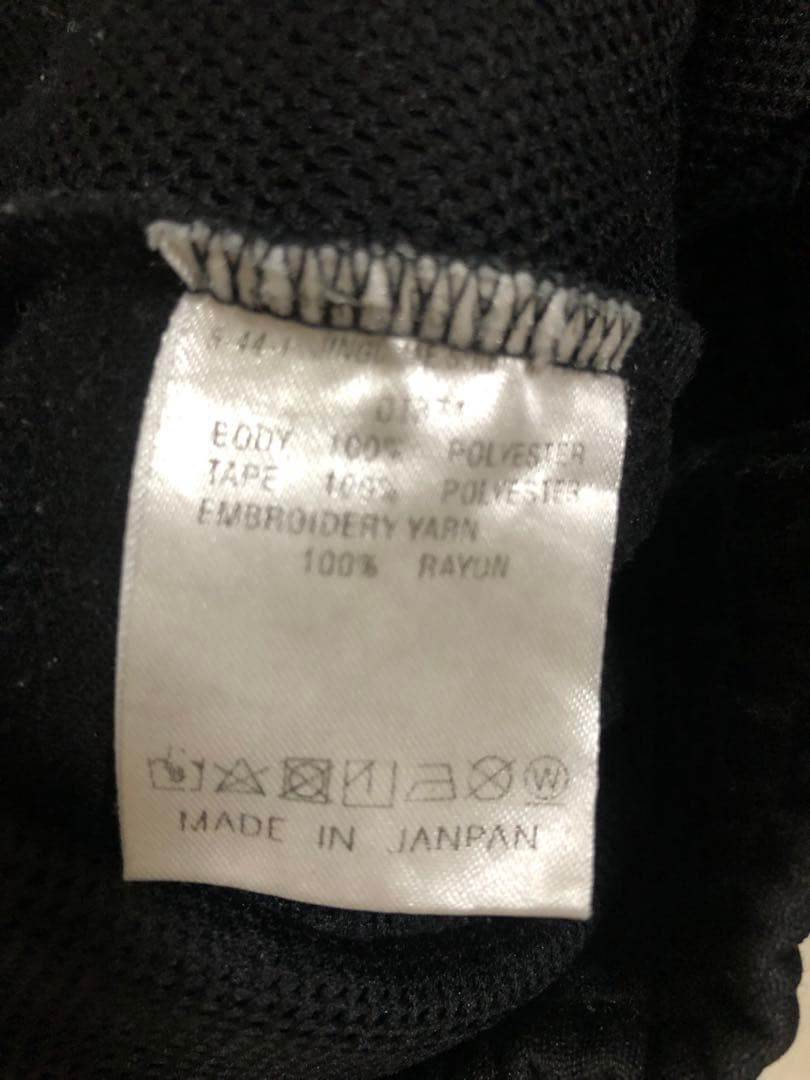 BODY 100% POLYESTER
TAPE 100% POLYESTER
EMBROIDERY YARN
100% RAYON
W
MADE IN JANPAN